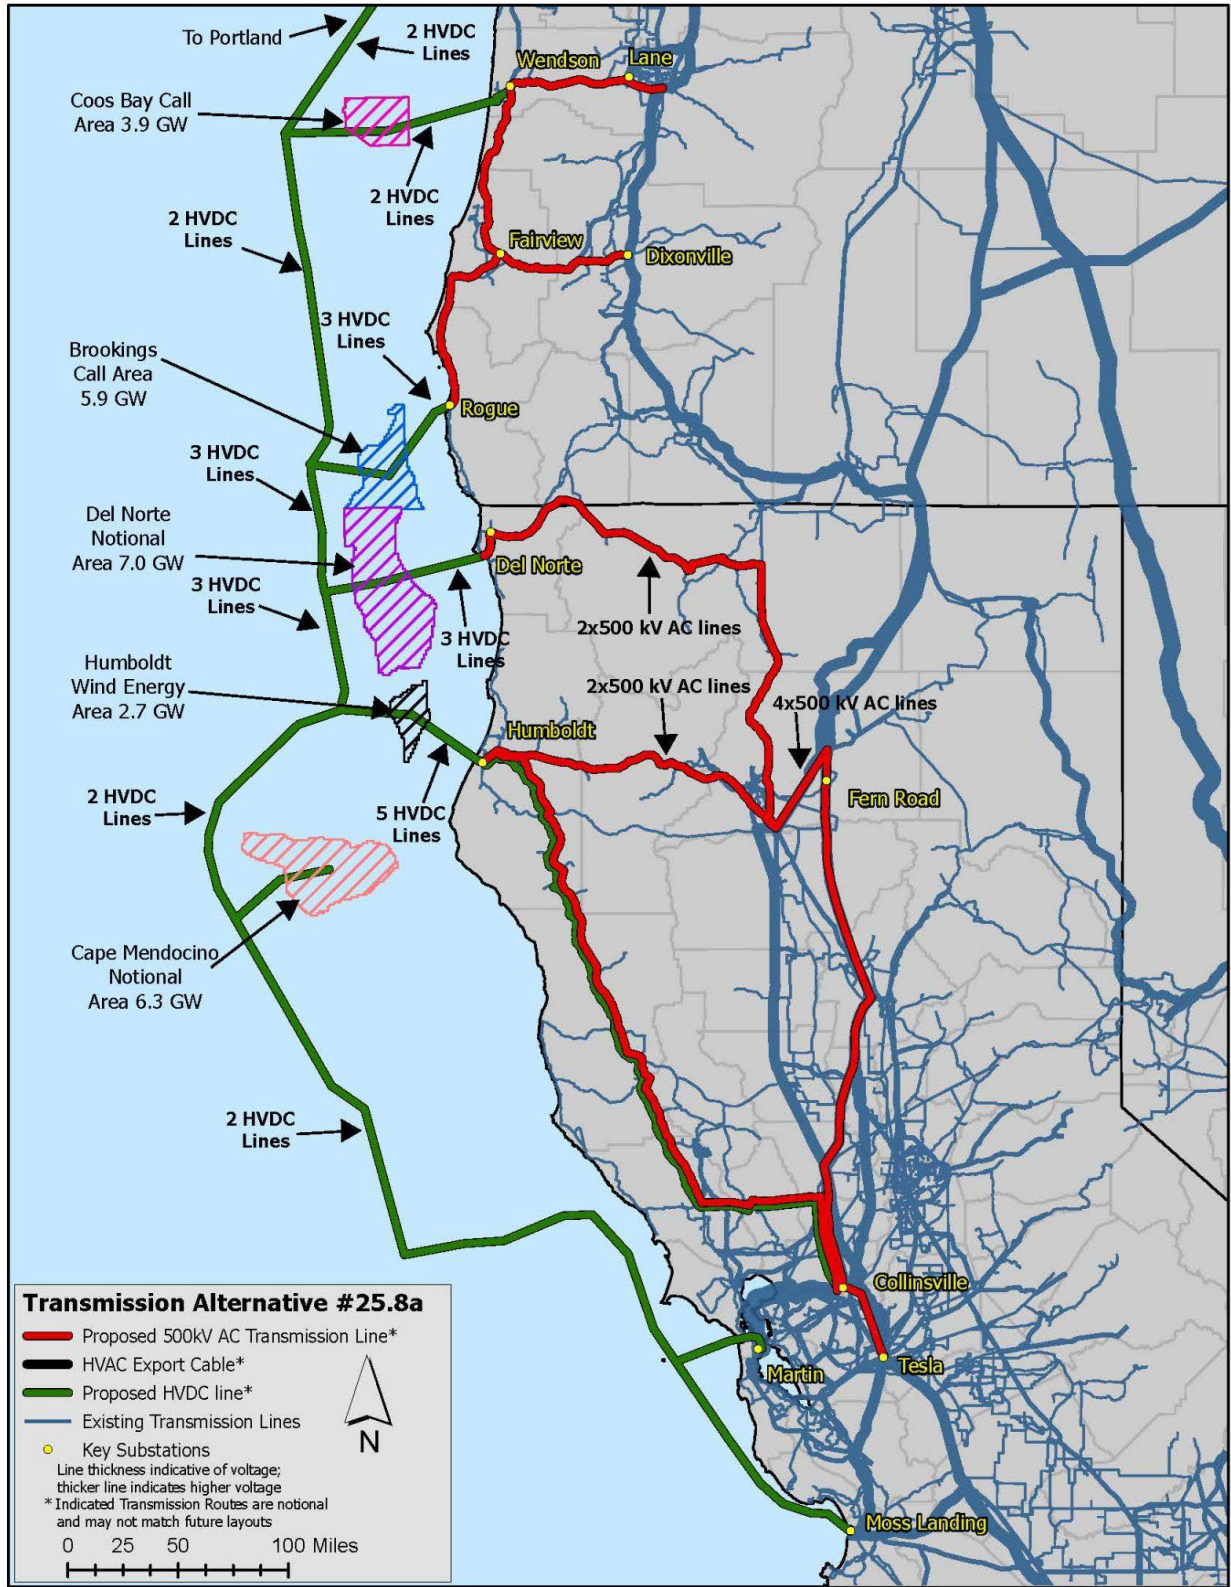 To Portland
2 HVDC
Lines
Wendson
Lane
Coos Bay Call
Area 3.9 GW
2 HVDC
Lines
2 HVDC
Lines
Fairview
Dixonville
3 HVDC
Lines
Brookings
Call Area
5.9 GW
Rogue
3 HVDC
Lines
Del Norte
Notional
Area 7.0 GW
Del Norte
3 HVDC
Lines
3 HVDC
Lines
2x500 kV AC lines
Humboldt
Wind Energy
Area 2.7 GW
2x500 kV AC lines
4x500 kV AC lines
Humboldt
2 HVDC
Lines
5 HVDC
Lines
Fern Road
Cape Mendocino
Notional
Area 6.3 GW
2 HVDC
Lines
Collinsville
Martin
Tesla
Moss Landing
Transmission Alternative #25.8a
Proposed 500kV AC Transmission Line*
HVAC Export Cable*
Proposed HVDC line*
Existing Transmission Lines
Key Substations
Line thickness indicative of voltage;
thicker line indicates higher voltage
* Indicated Transmission Routes are notional
and may not match future layouts
N
0 25 50 100 Miles